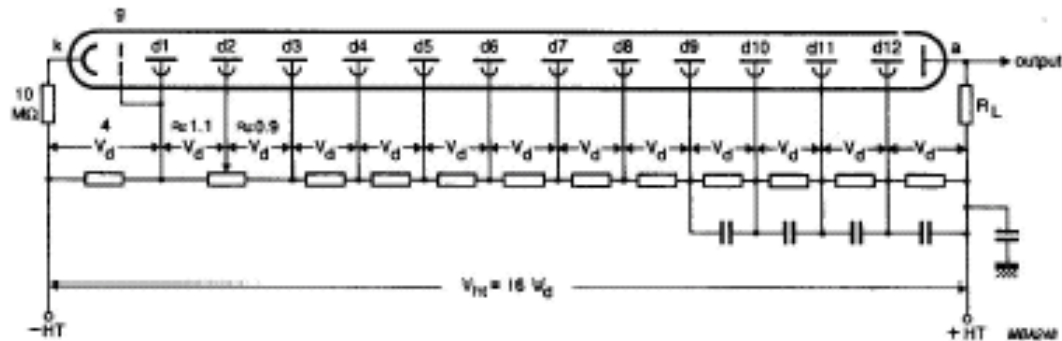 g
k d1 d2 d3 d4 d5 d6 d7 d8 d9 d10 d11 d12 a output
10 MΩ
R_L
4 V_d ≈1.1 V_d ≈0.9 V_d V_d V_d V_d V_d V_d V_d V_d V_d V_d V_d
V_ht = 16 V_d
−HT +HT MBA248